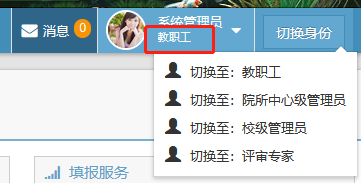 消息 0
系统管理员
教职工
切换身份
切换至：教职工
切换至：院所中心级管理员
切换至：校级管理员
切换至：评审专家
填报服务